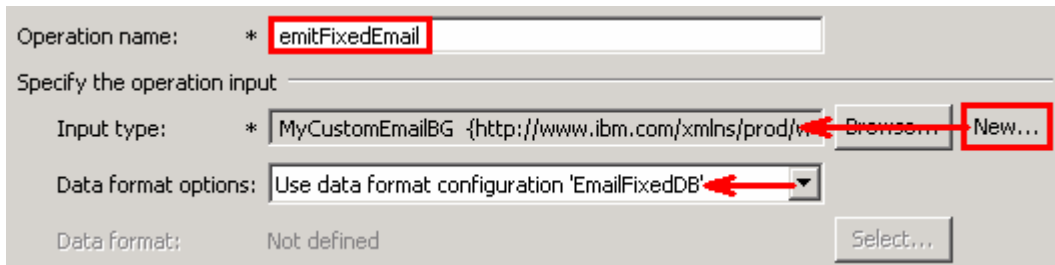 Operation name: * emitFixedEmail
Specify the operation input
Input type: * MyCustomEmailBG {http://www.ibm.com/xmlns/prod/w Browse... New...
Data format options: Use data format configuration 'EmailFixedDB'
Data format: Not defined Select...